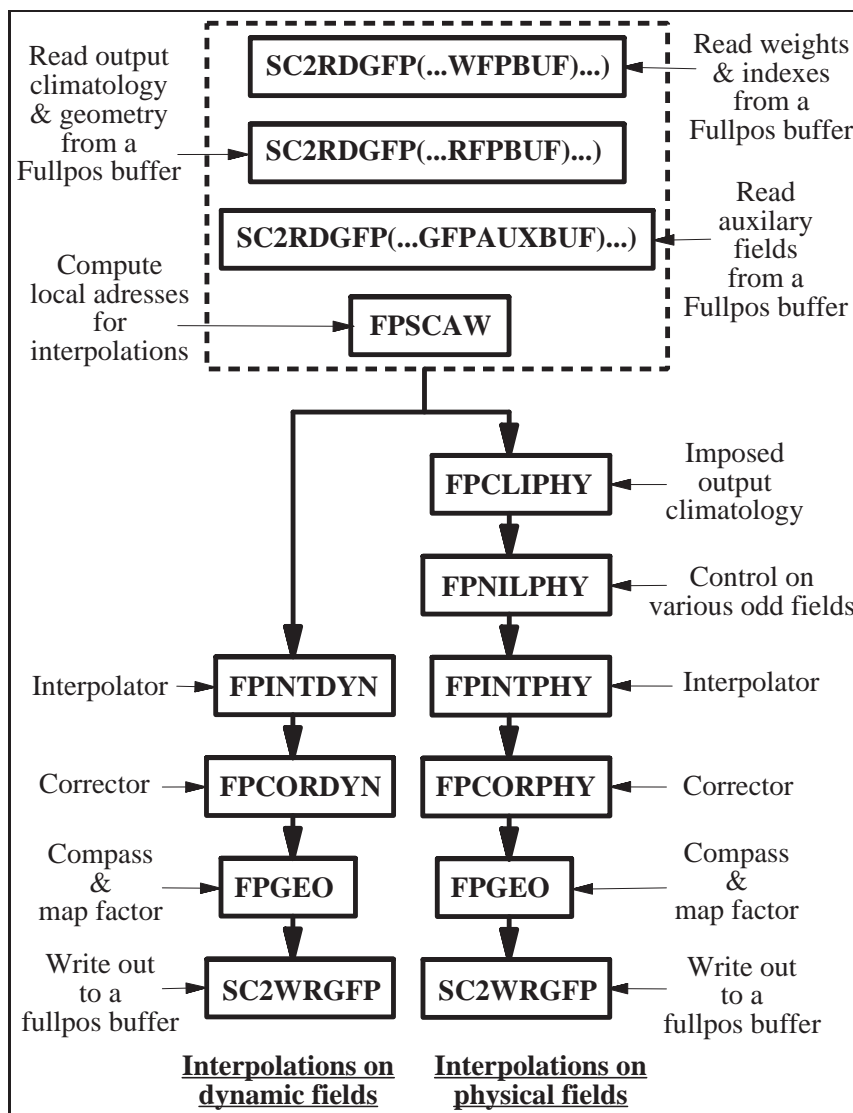 Read output
climatology
& geometry
from a
Fullpos buffer
SC2RDGFP(...WFPBUF)...)
Read weights
& indexes
from a
Fullpos buffer
SC2RDGFP(...RFPBUF)...)
SC2RDGFP(...GFPAUXBUF)...)
Read
auxilary
fields
from a
Fullpos buffer
Compute
local adresses
for
interpolations
FPSCAW
FPCLIPHY
Imposed
output
climatology
FPNILPHY
Control on
various odd fields
Interpolator
FPINTDYN
FPINTPHY
Interpolator
Corrector
FPCORDYN
FPCORPHY
Corrector
Compass
&
map factor
FPGEO
FPGEO
Compass
&
map factor
Write out
to a
fullpos buffer
SC2WRGFP
SC2WRGFP
Write out
to a
fullpos buffer
Interpolations on
dynamic fields
Interpolations on
physical fields